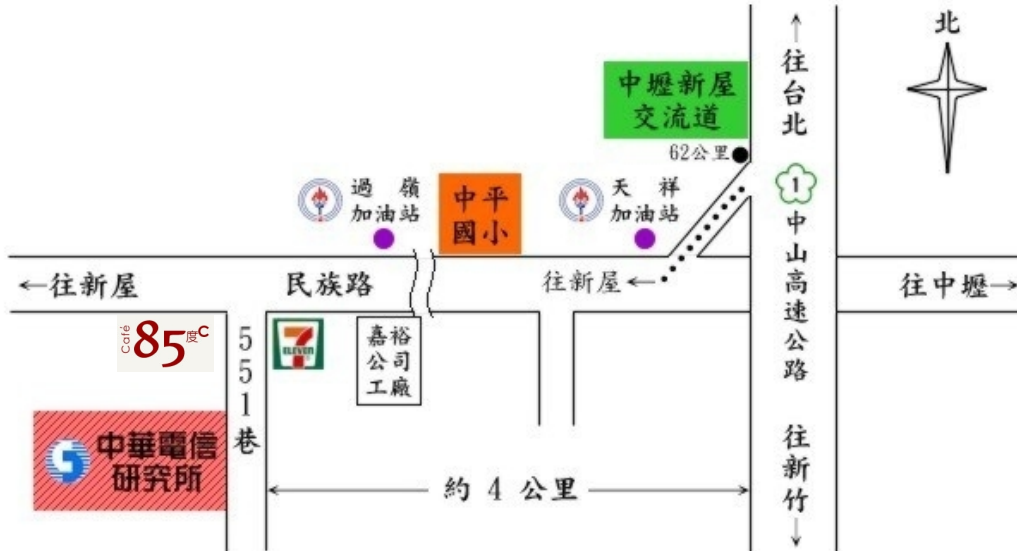 北
往台北
中壢新屋
交流道
62公里
1
中山高速公路
過嶺
加油站
中平
國小
天祥
加油站
←往新屋
民族路
往新屋←
往中壢→
Café 85度C
551巷
7
ELEVEN
嘉裕
公司
工廠
中華電信
研究所
約 4 公里
往新竹